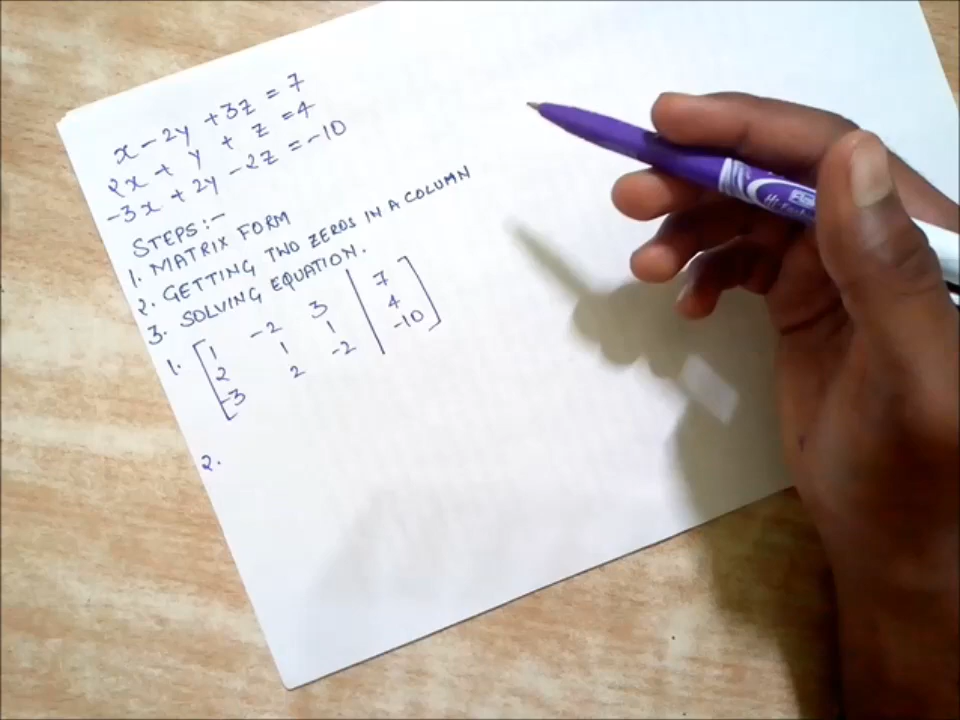 x - 2y + 3z = 7
2x + y + z = 4
-3x + 2y - 2z = -10
STEPS:-
1. MATRIX FORM
2. GETTING TWO ZEROS IN A COLUMN
3. SOLVING EQUATION.
1. [ 1 -2 3 | 7 ]
2 1 1 | 4
-3 2 -2 | -10
2.